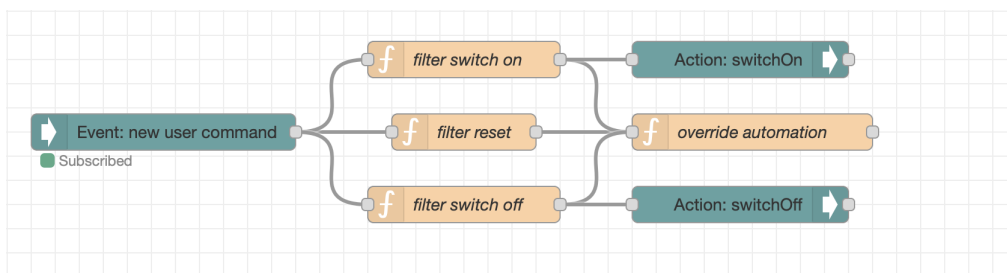 filter switch on
Action: switchOn
Event: new user command
filter reset
override automation
Subscribed
filter switch off
Action: switchOff